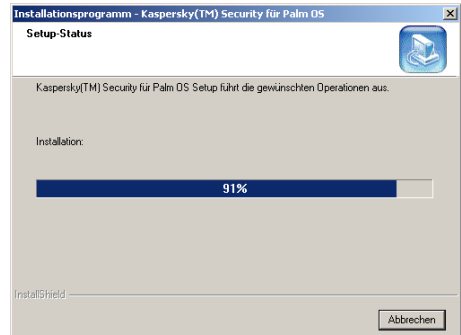 Installationsprogramm - Kaspersky(TM) Security für Palm OS
Setup-Status
Kaspersky(TM) Security für Palm OS Setup führt die gewünschten Operationen aus.
Installation:
91%
InstallShield
Abbrechen